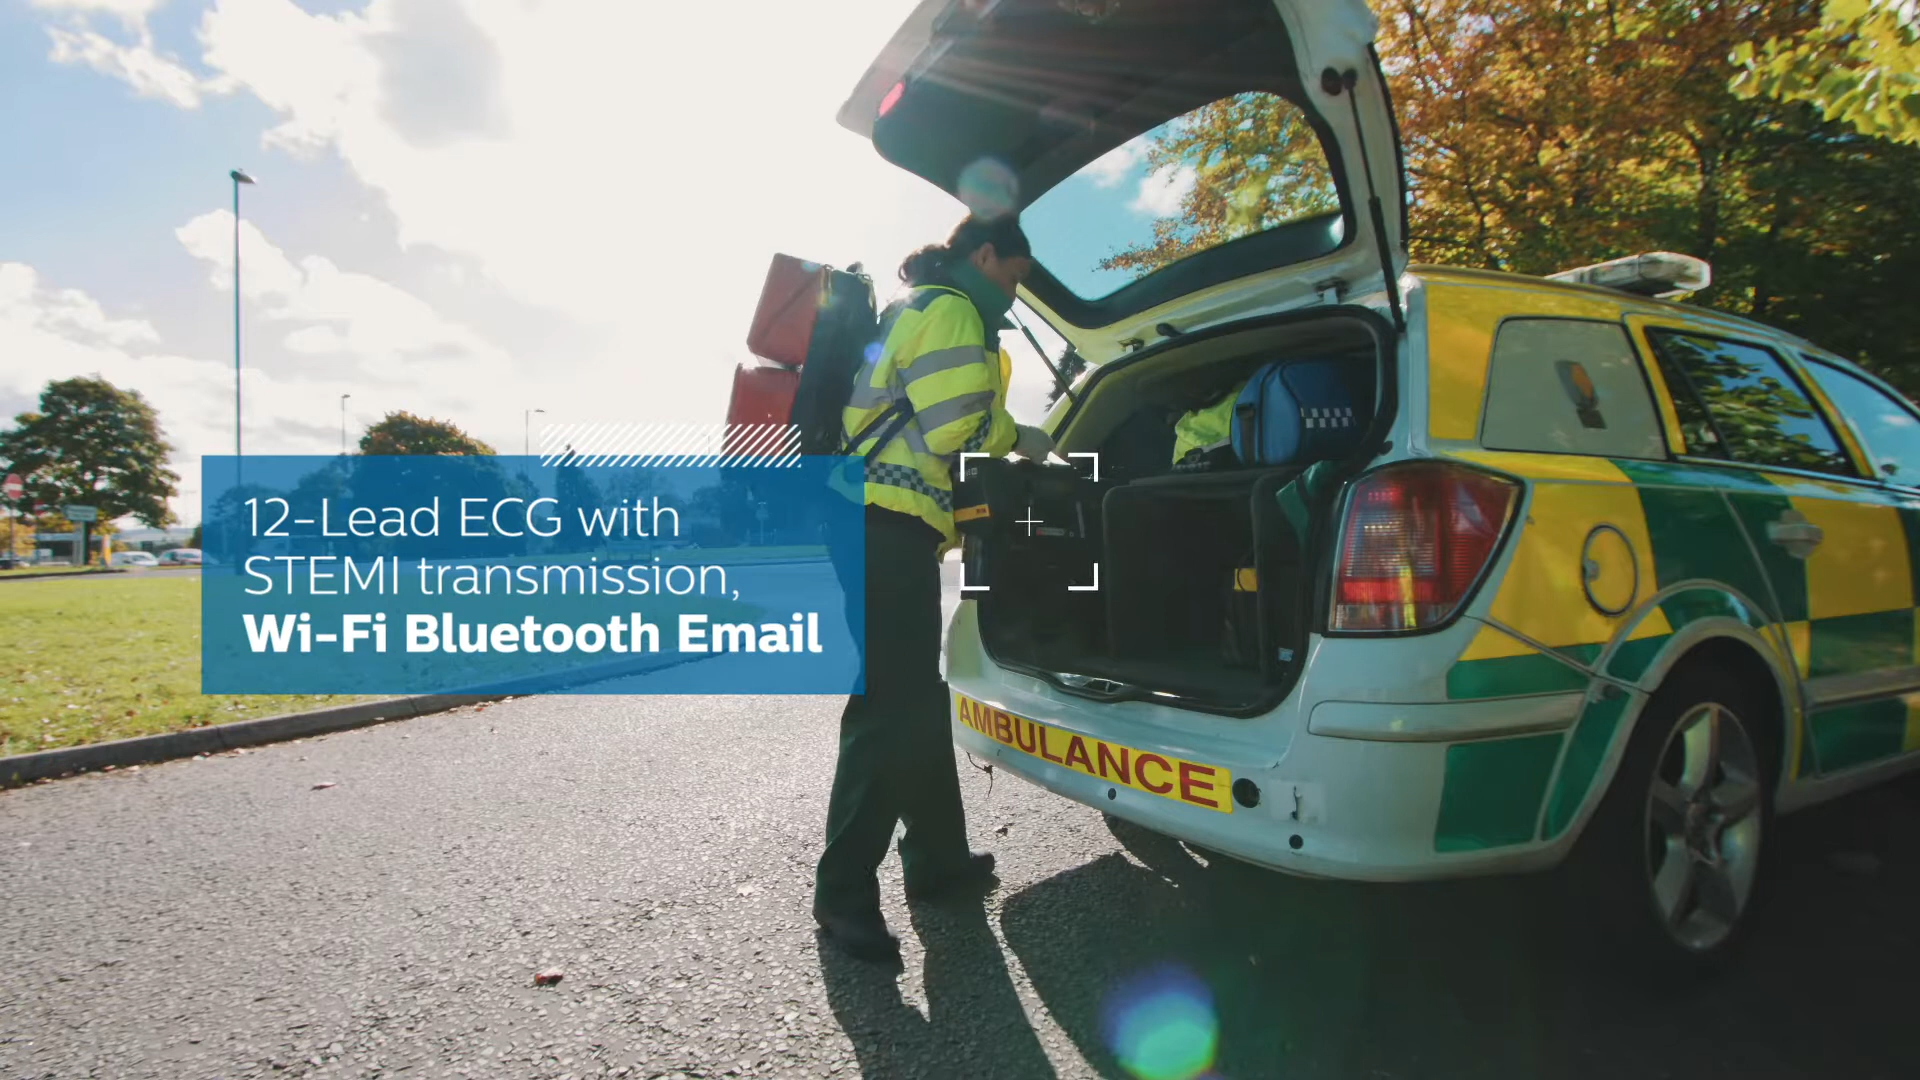 12-Lead ECG with
STEMI transmission,
Wi-Fi Bluetooth Email
AMBULANCE